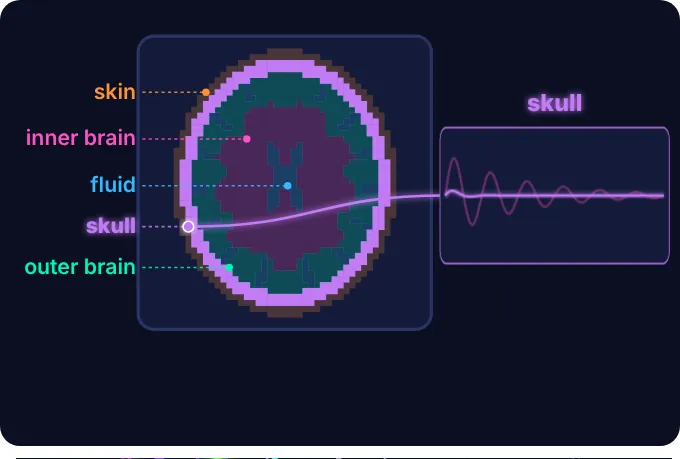 skin
inner brain
fluid
skull
outer brain
skull